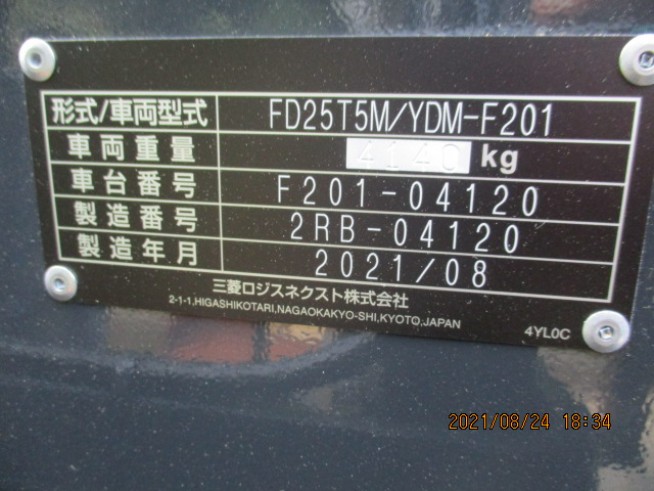 形式/車両型式 FD25T5M/YDM-F201
車両重量 4140 kg
車台番号 F201-04120
製造番号 2RB-04120
製造年月 2021/08
三菱ロジスネクスト株式会社
2-1-1,HIGASHIKOTARI,NAGAOKAKYO-SHI,KYOTO,JAPAN
4YL0C
2021/08/24 18:34